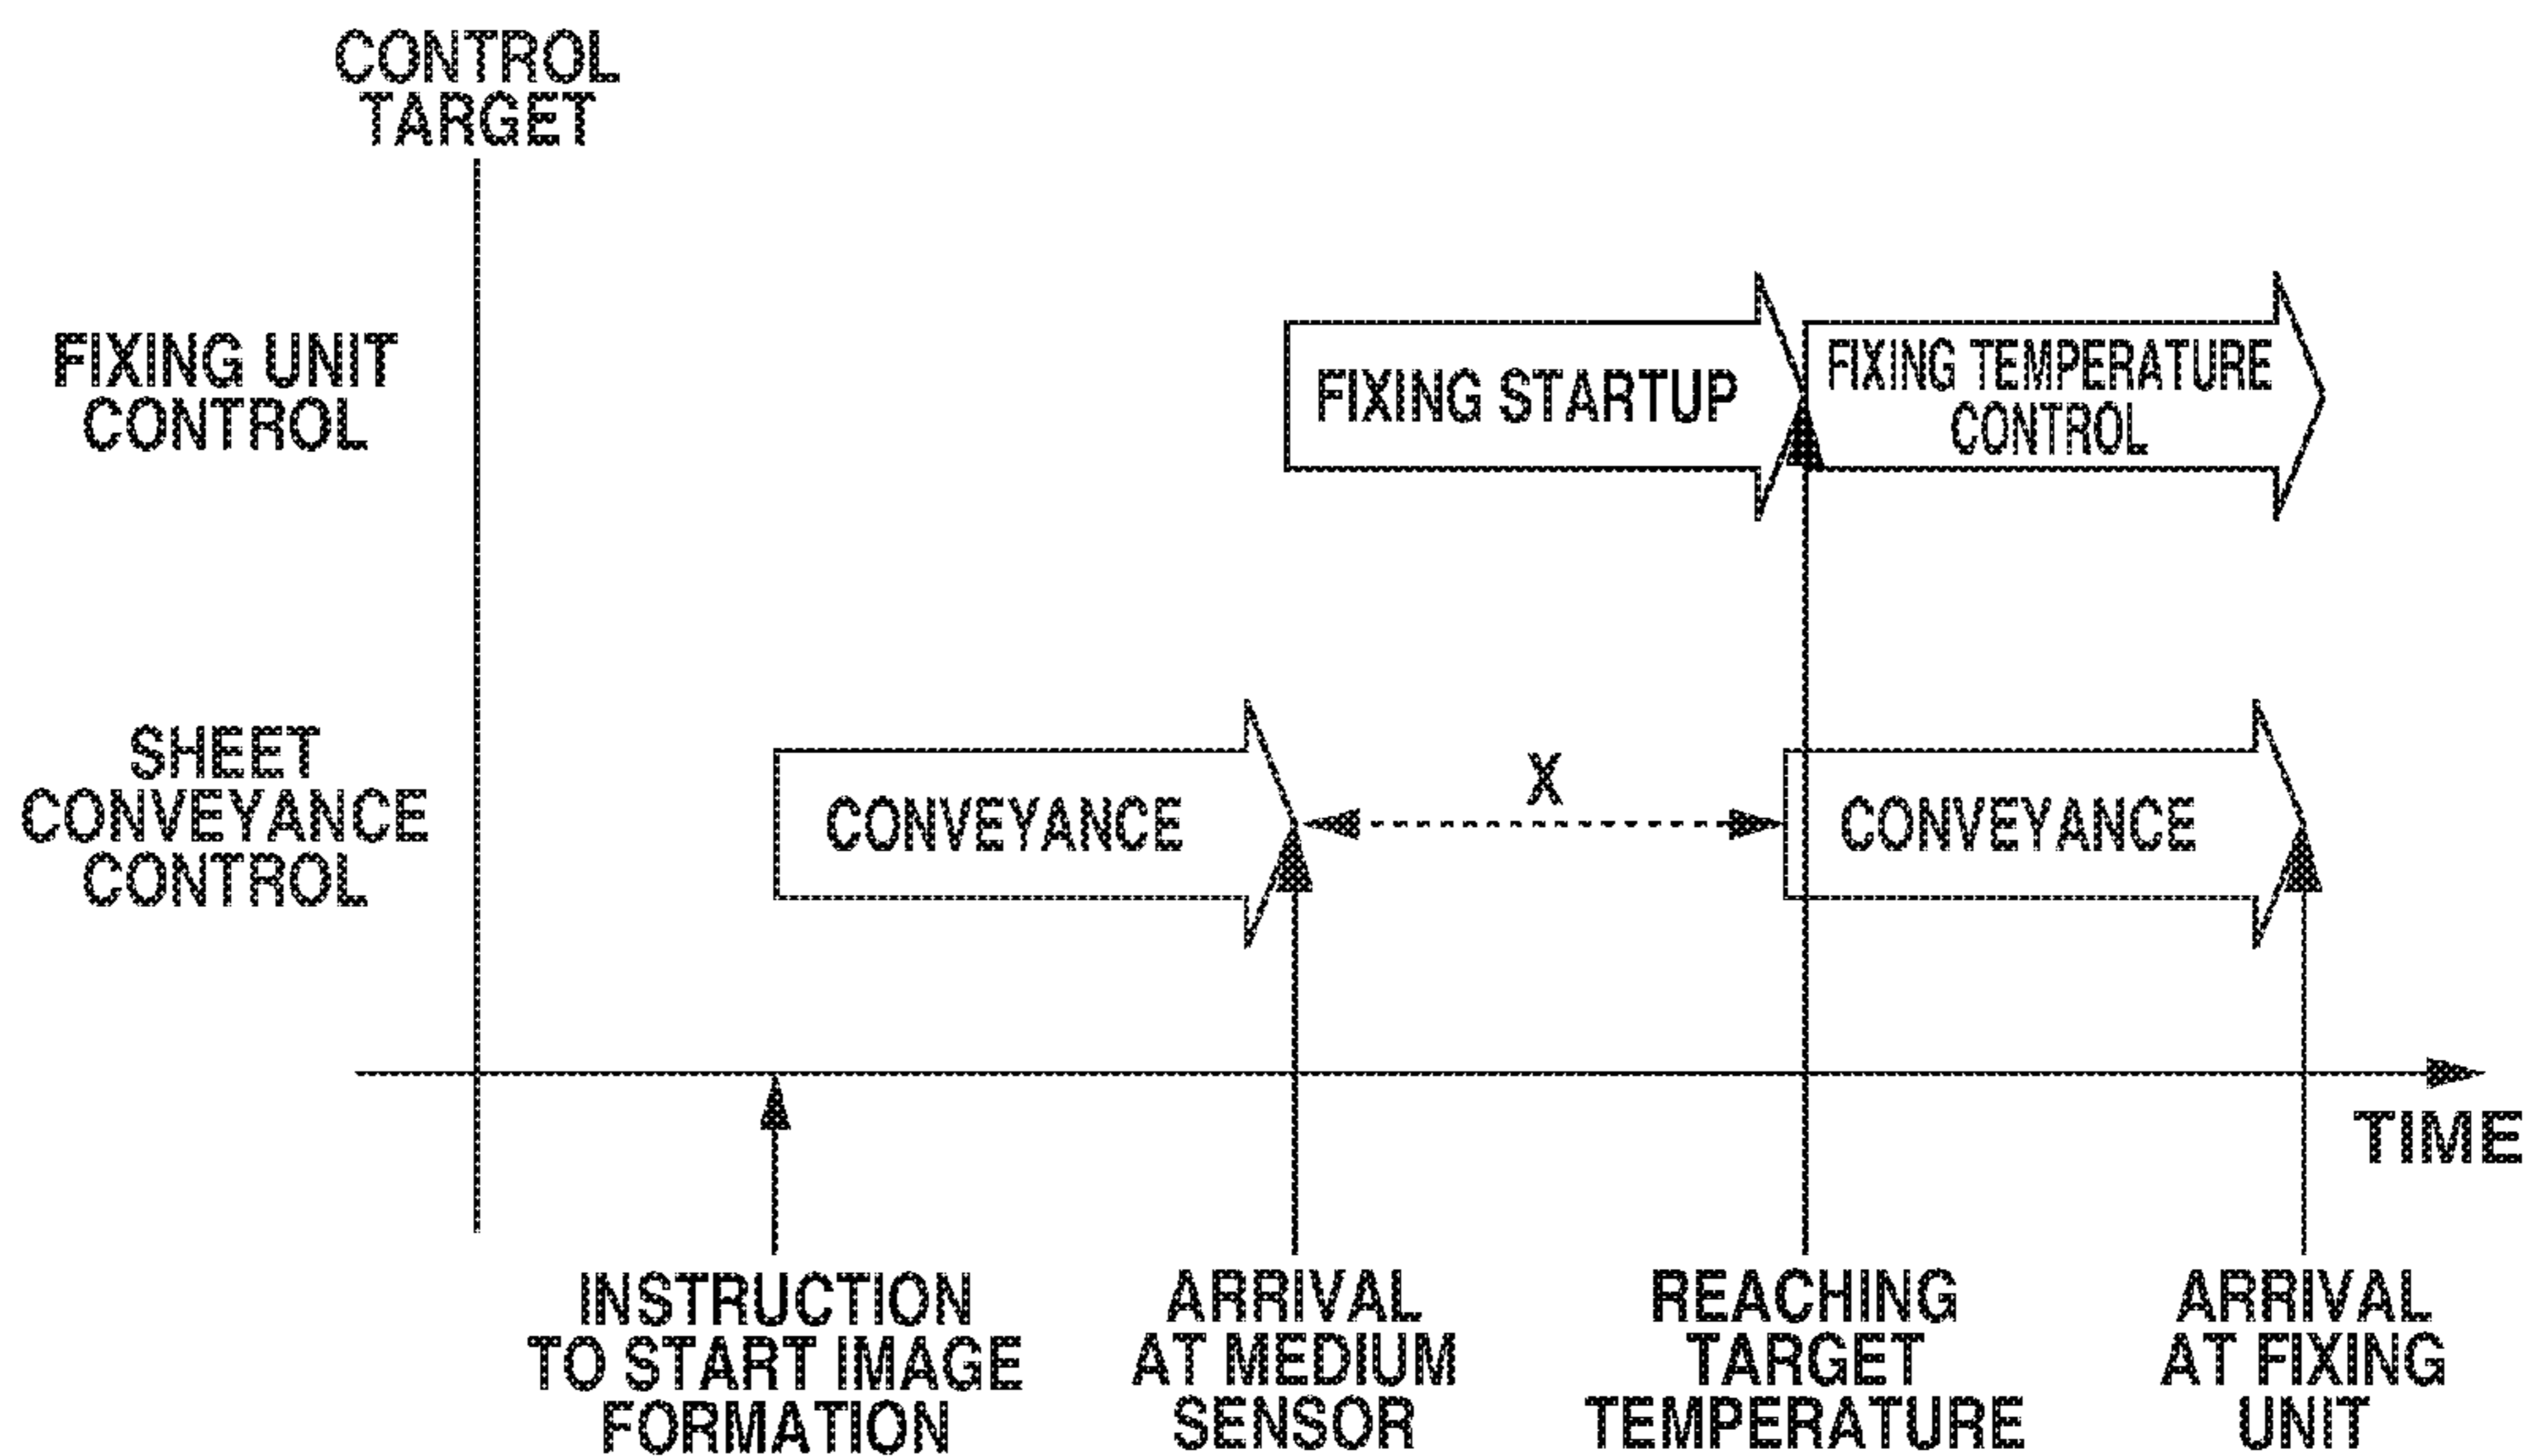 CONTROL
TARGET
FIXING UNIT
CONTROL
FIXING STARTUP
FIXING TEMPERATURE
CONTROL
SHEET
CONVEYANCE
CONTROL
CONVEYANCE
X
CONVEYANCE
TIME
INSTRUCTION
TO START IMAGE
FORMATION
ARRIVAL
AT MEDIUM
SENSOR
REACHING
TARGET
TEMPERATURE
ARRIVAL
AT FIXING
UNIT